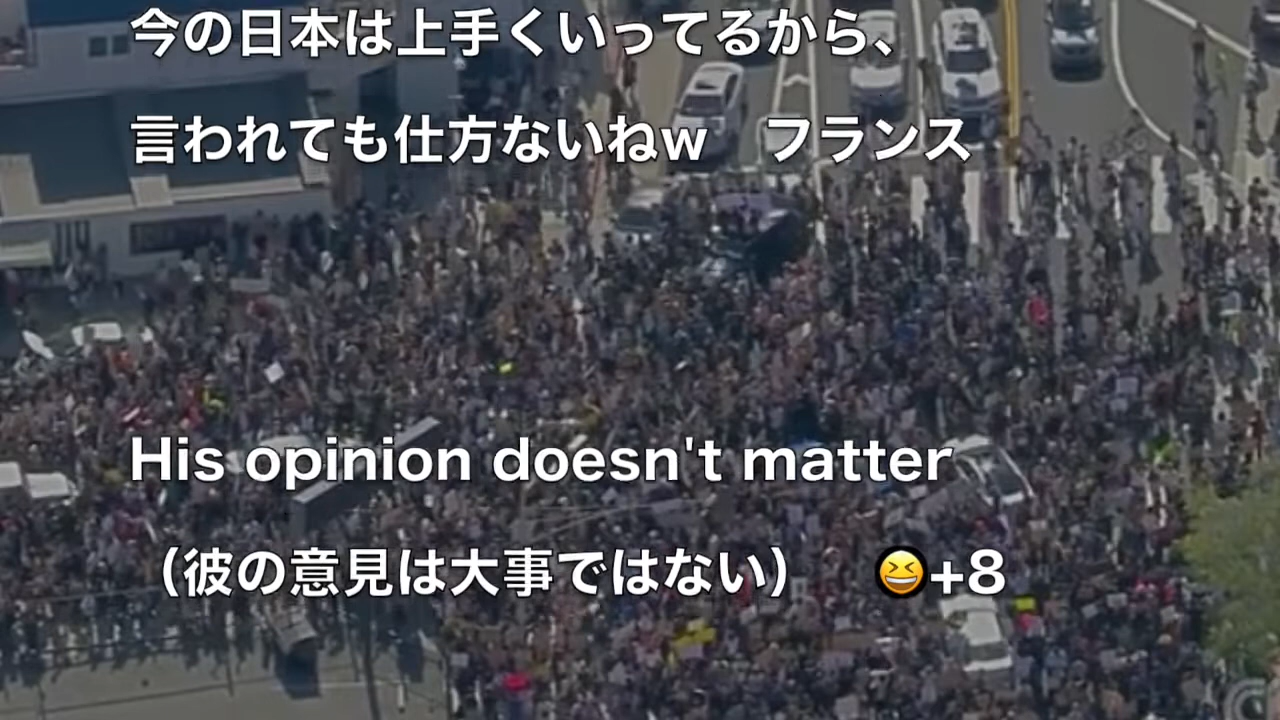 今の日本は上手くいってるから、
言われても仕方ないねw　フランス
His opinion doesn't matter
（彼の意見は大事ではない）　😆+8